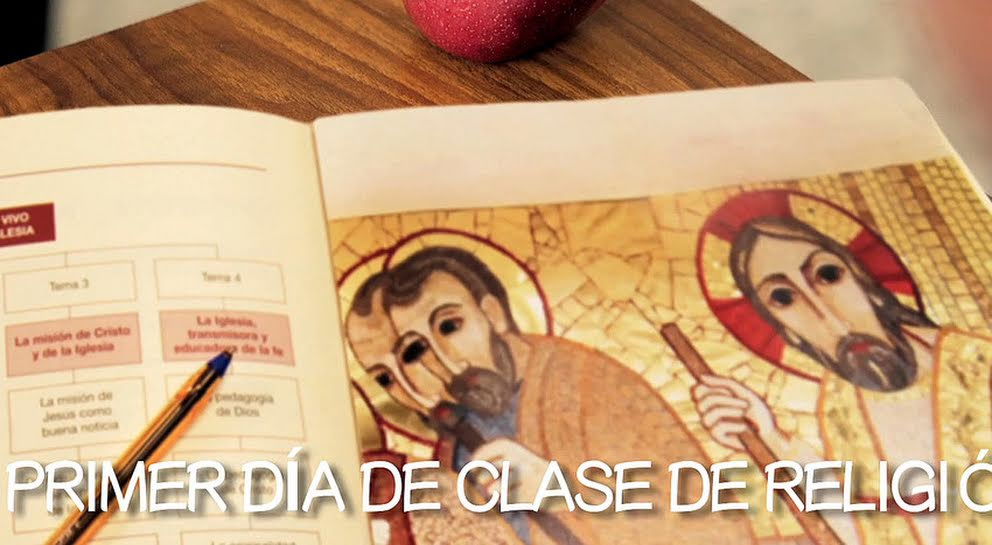 VIVO
LESIA
Tema 3
Tema 4
La misión de Cristo
y de la Iglesia
La Iglesia,
transmisora y
educadora de la fe
La misión de
Jesús como
buena noticia
pedagogía
de Dios
PRIMER DÍA DE CLASE DE RELIGIÓ